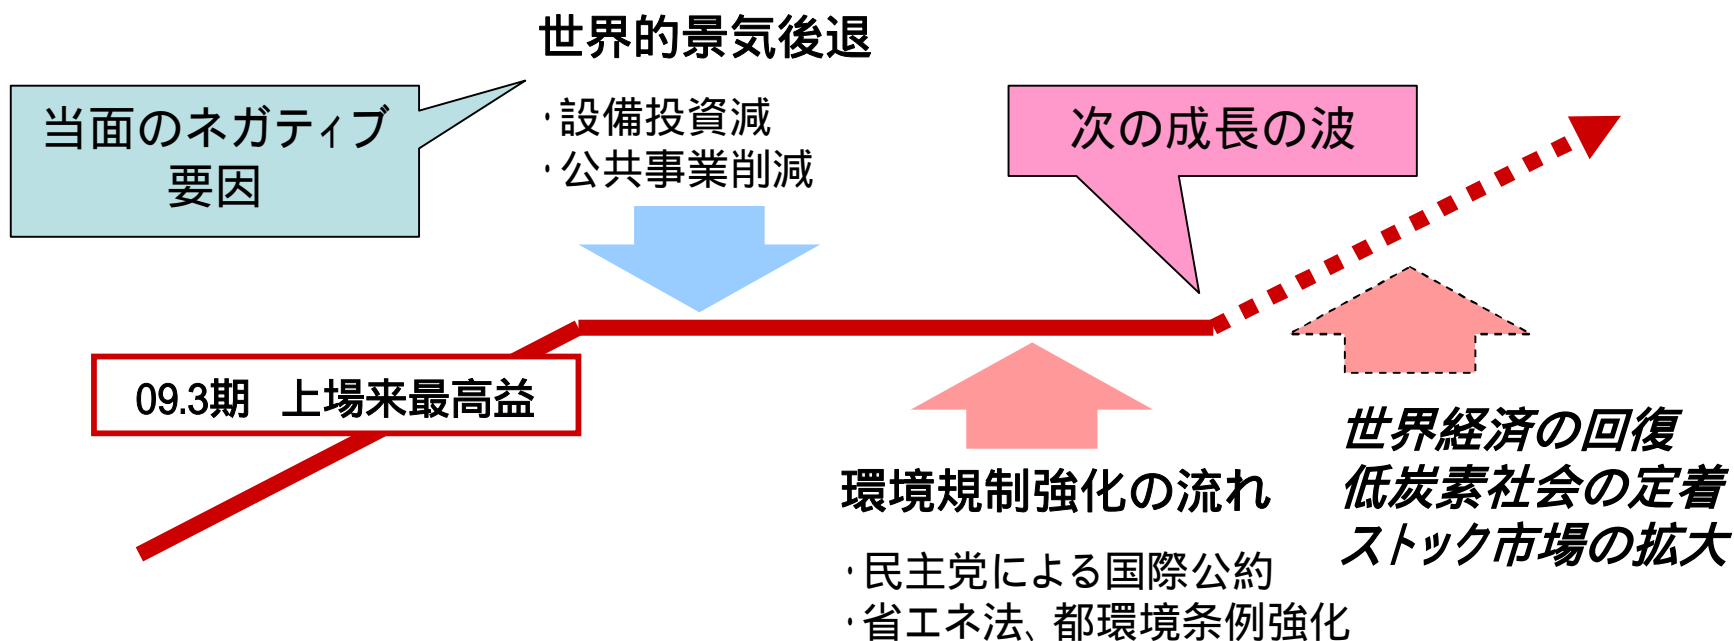 世界的景気後退
当面のネガティブ
要因
・設備投資減
・公共事業削減
次の成長の波
09.3期　上場来最高益
環境規制強化の流れ
・民主党による国際公約
・省エネ法、都環境条例強化
世界経済の回復
低炭素社会の定着
ストック市場の拡大